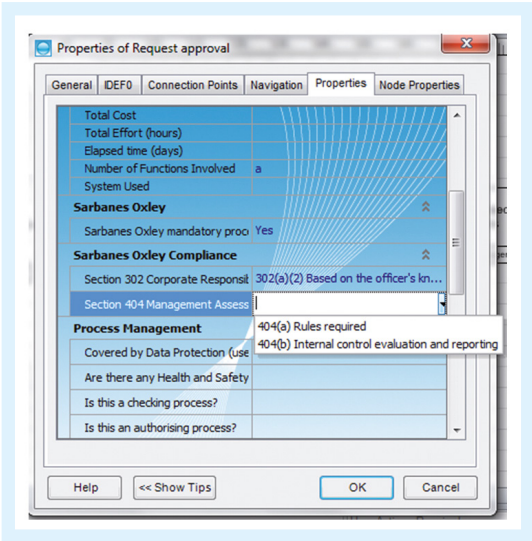 Properties of Request approval
X
General IDEF0 Connection Points Navigation Properties Node Properties
Total Cost
Total Effort (hours)
Elapsed time (days)
Number of Functions Involved a
System Used
Sarbanes Oxley
Sarbanes Oxley mandatory proc Yes
Sarbanes Oxley Compliance
Section 302 Corporate Responsit 302(a)(2) Based on the officer's kn...
Section 404 Management Assess
404(a) Rules required
404(b) Internal control evaluation and reporting
Process Management
Covered by Data Protection (use
Are there any Health and Safety
Is this a checking process?
Is this an authorising process?
Help << Show Tips OK Cancel